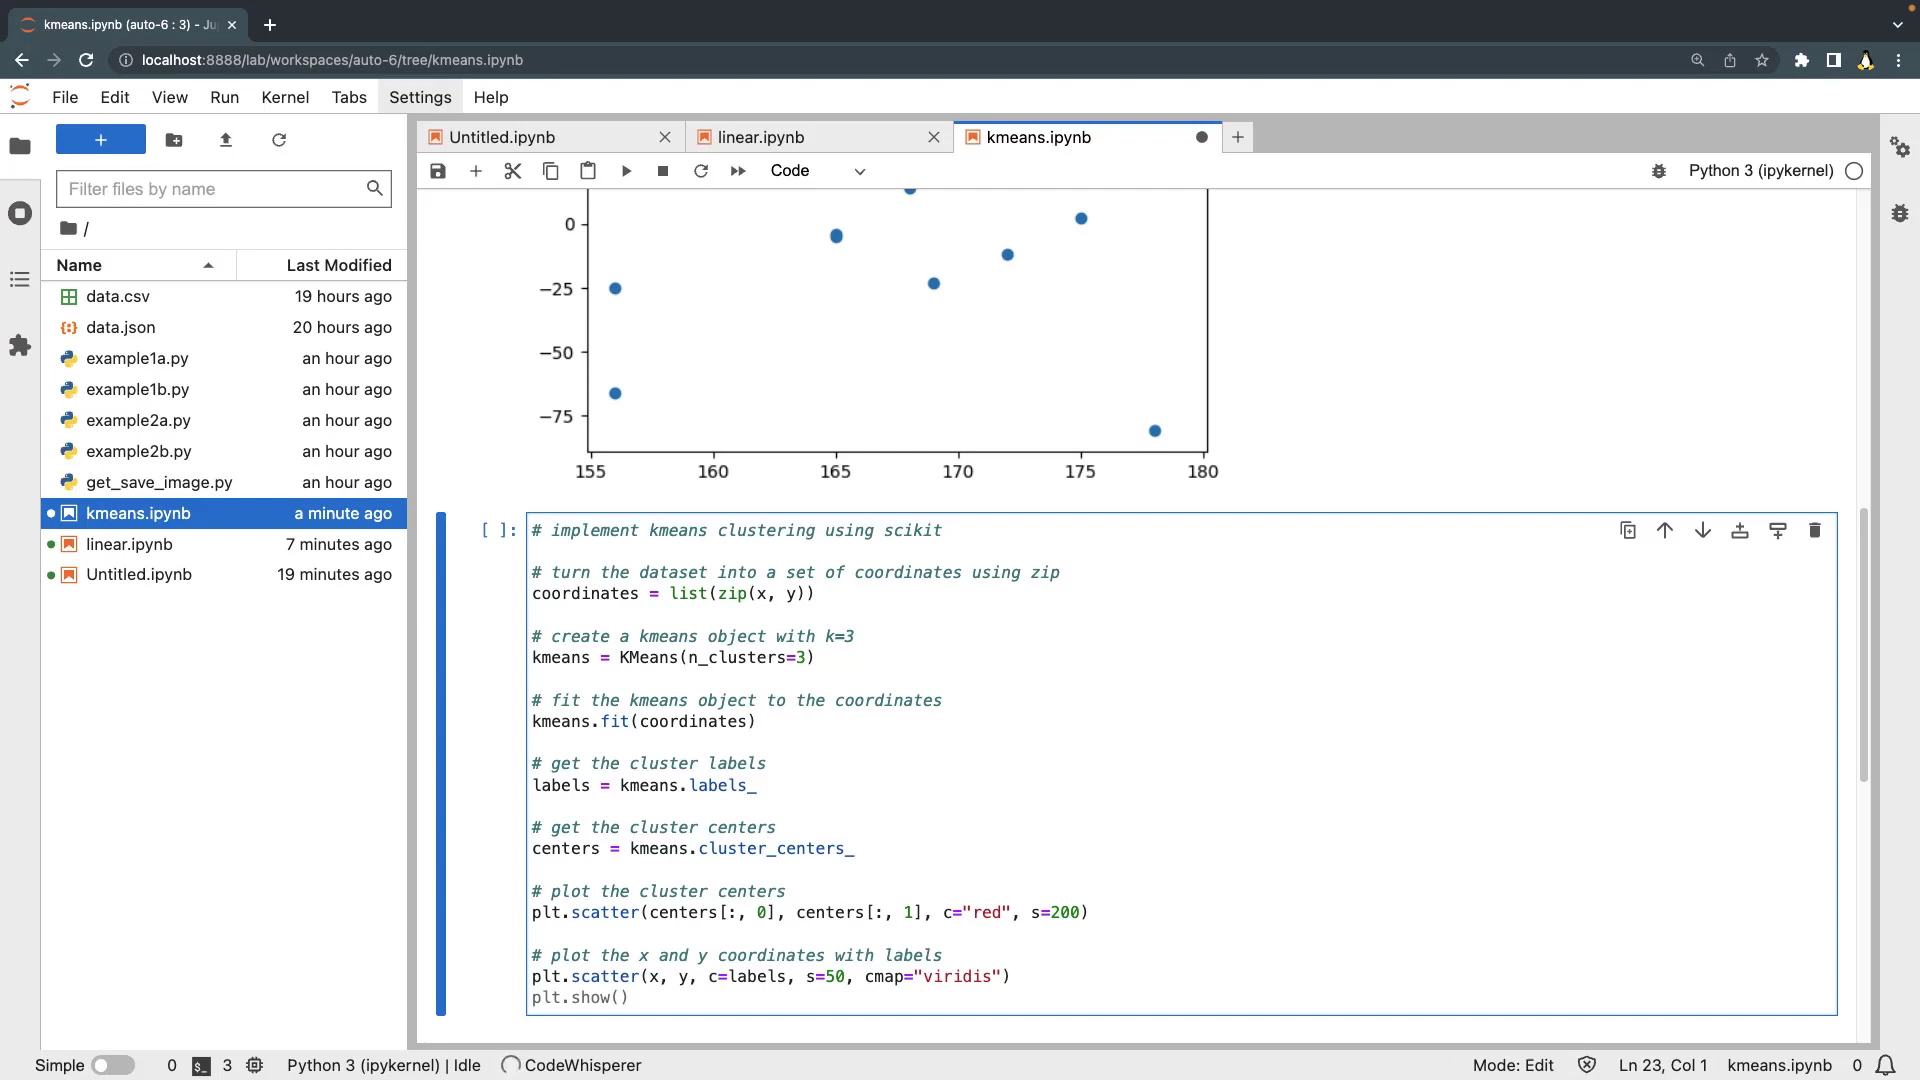 kmeans.ipynb (auto-6 : 3) - Ju
localhost:8888/lab/workspaces/auto-6/tree/kmeans.ipynb
File Edit View Run Kernel Tabs Settings Help
Filter files by name
/
Name Last Modified
data.csv 19 hours ago
data.json 20 hours ago
example1a.py an hour ago
example1b.py an hour ago
example2a.py an hour ago
example2b.py an hour ago
get_save_image.py an hour ago
kmeans.ipynb a minute ago
linear.ipynb 7 minutes ago
Untitled.ipynb 19 minutes ago
Untitled.ipynb linear.ipynb kmeans.ipynb
Code Python 3 (ipykernel)
0
−25
−50
−75
155 160 165 170 175 180
[ ]: # implement kmeans clustering using scikit
# turn the dataset into a set of coordinates using zip
coordinates = list(zip(x, y))
# create a kmeans object with k=3
kmeans = KMeans(n_clusters=3)
# fit the kmeans object to the coordinates
kmeans.fit(coordinates)
# get the cluster labels
labels = kmeans.labels_
# get the cluster centers
centers = kmeans.cluster_centers_
# plot the cluster centers
plt.scatter(centers[:, 0], centers[:, 1], c="red", s=200)
# plot the x and y coordinates with labels
plt.scatter(x, y, c=labels, s=50, cmap="viridis")
plt.show()
Simple 0 $_ 3 Python 3 (ipykernel) | Idle CodeWhisperer Mode: Edit Ln 23, Col 1 kmeans.ipynb 0